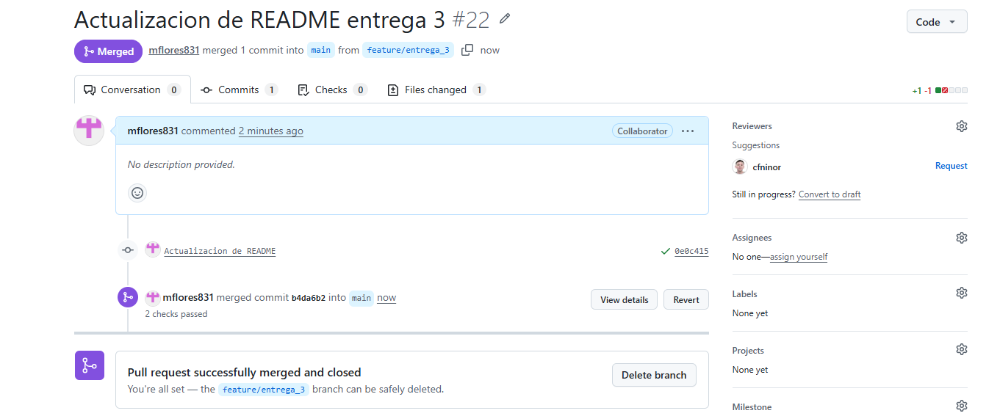 Actualizacion de README entrega 3 #22
Code
Merged
mflores831 merged 1 commit into main from feature/entrega_3 now
Conversation 0
Commits 1
Checks 0
Files changed 1
+1 -1
mflores831 commented 2 minutes ago
Collaborator
No description provided.
Actualizacion de README
0e0c415
mflores831 merged commit b4da6b2 into main now
2 checks passed
View details
Revert
Pull request successfully merged and closed
You're all set — the feature/entrega_3 branch can be safely deleted.
Delete branch
Reviewers
Suggestions
cfninor
Request
Still in progress? Convert to draft
Assignees
No one—assign yourself
Labels
None yet
Projects
None yet
Milestone